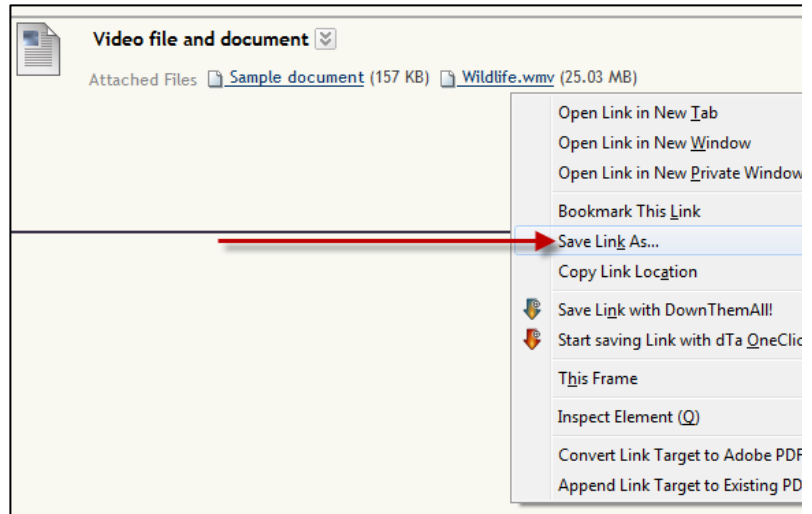 Video file and document
Attached Files Sample document (157 KB) Wildlife.wmv (25.03 MB)
Open Link in New Tab
Open Link in New Window
Open Link in New Private Window
Bookmark This Link
Save Link As...
Copy Link Location
Save Link with DownThemAll!
Start saving Link with dTa OneClic
This Frame
Inspect Element (Q)
Convert Link Target to Adobe PDF
Append Link Target to Existing PD